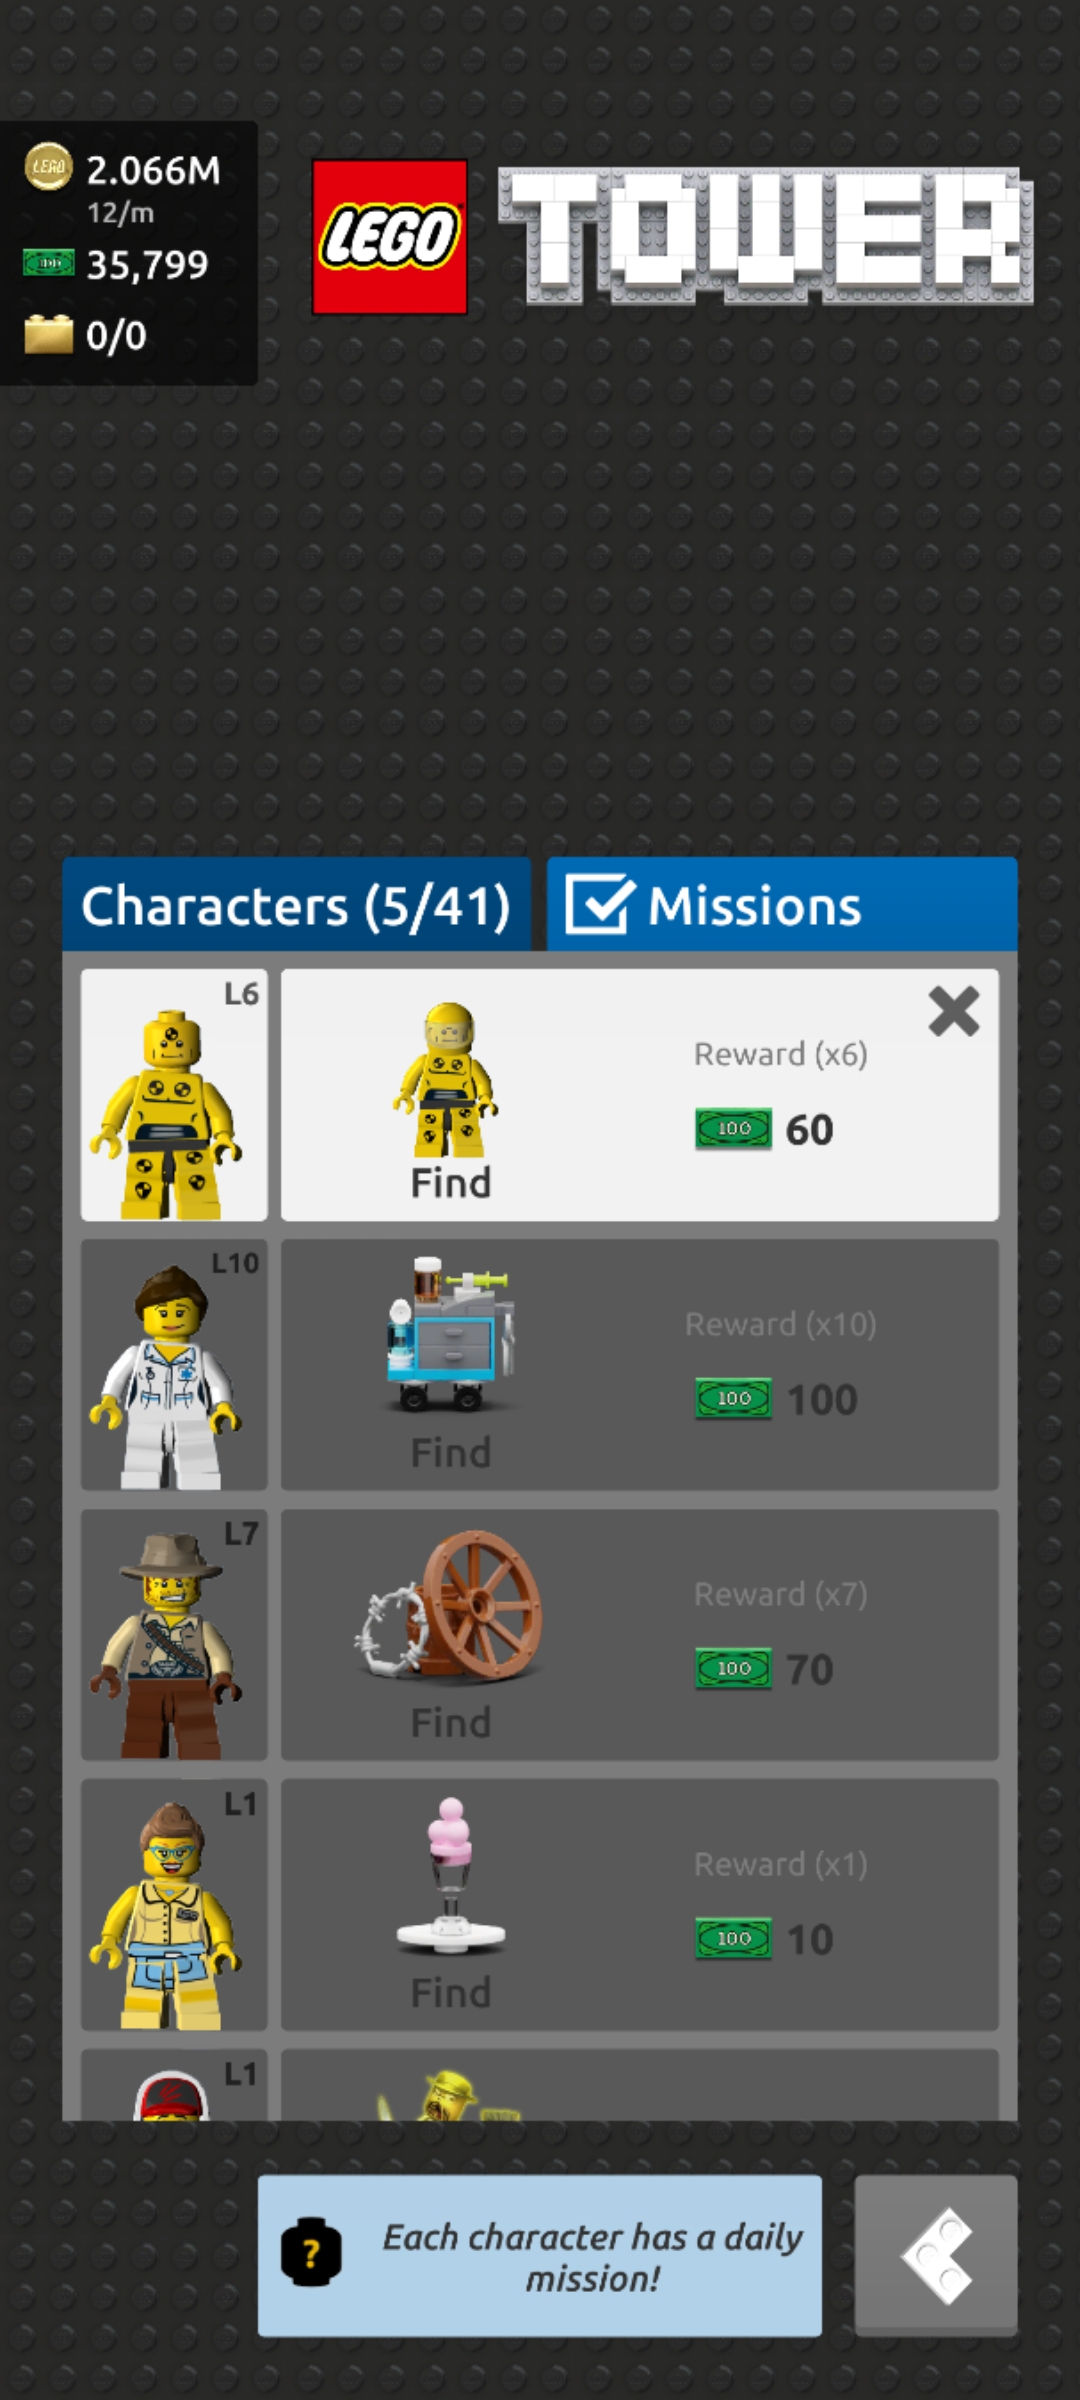 LEGO
2.066M
12/m
100
35,799
0/0
LEGO
TOWER
Characters (5/41)
Missions
L6
Reward (x6)
100
60
Find
L10
Reward (x10)
100
100
Find
L7
Reward (x7)
100
70
Find
L1
Reward (x1)
100
10
Find
L1
?
Each character has a daily
mission!